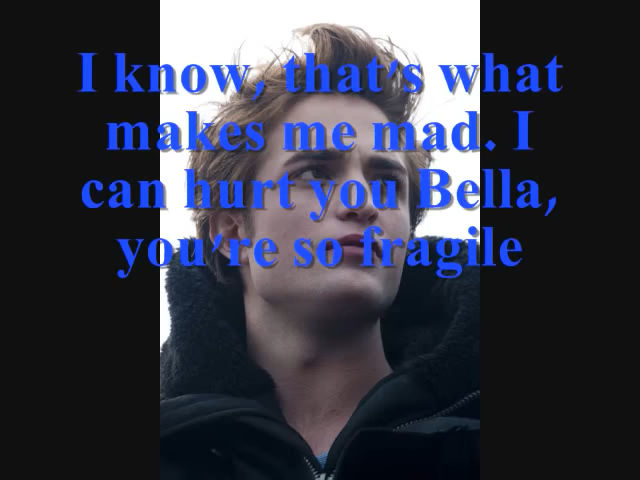 I know, that's what
makes me mad. I
can hurt you Bella,
you're so fragile